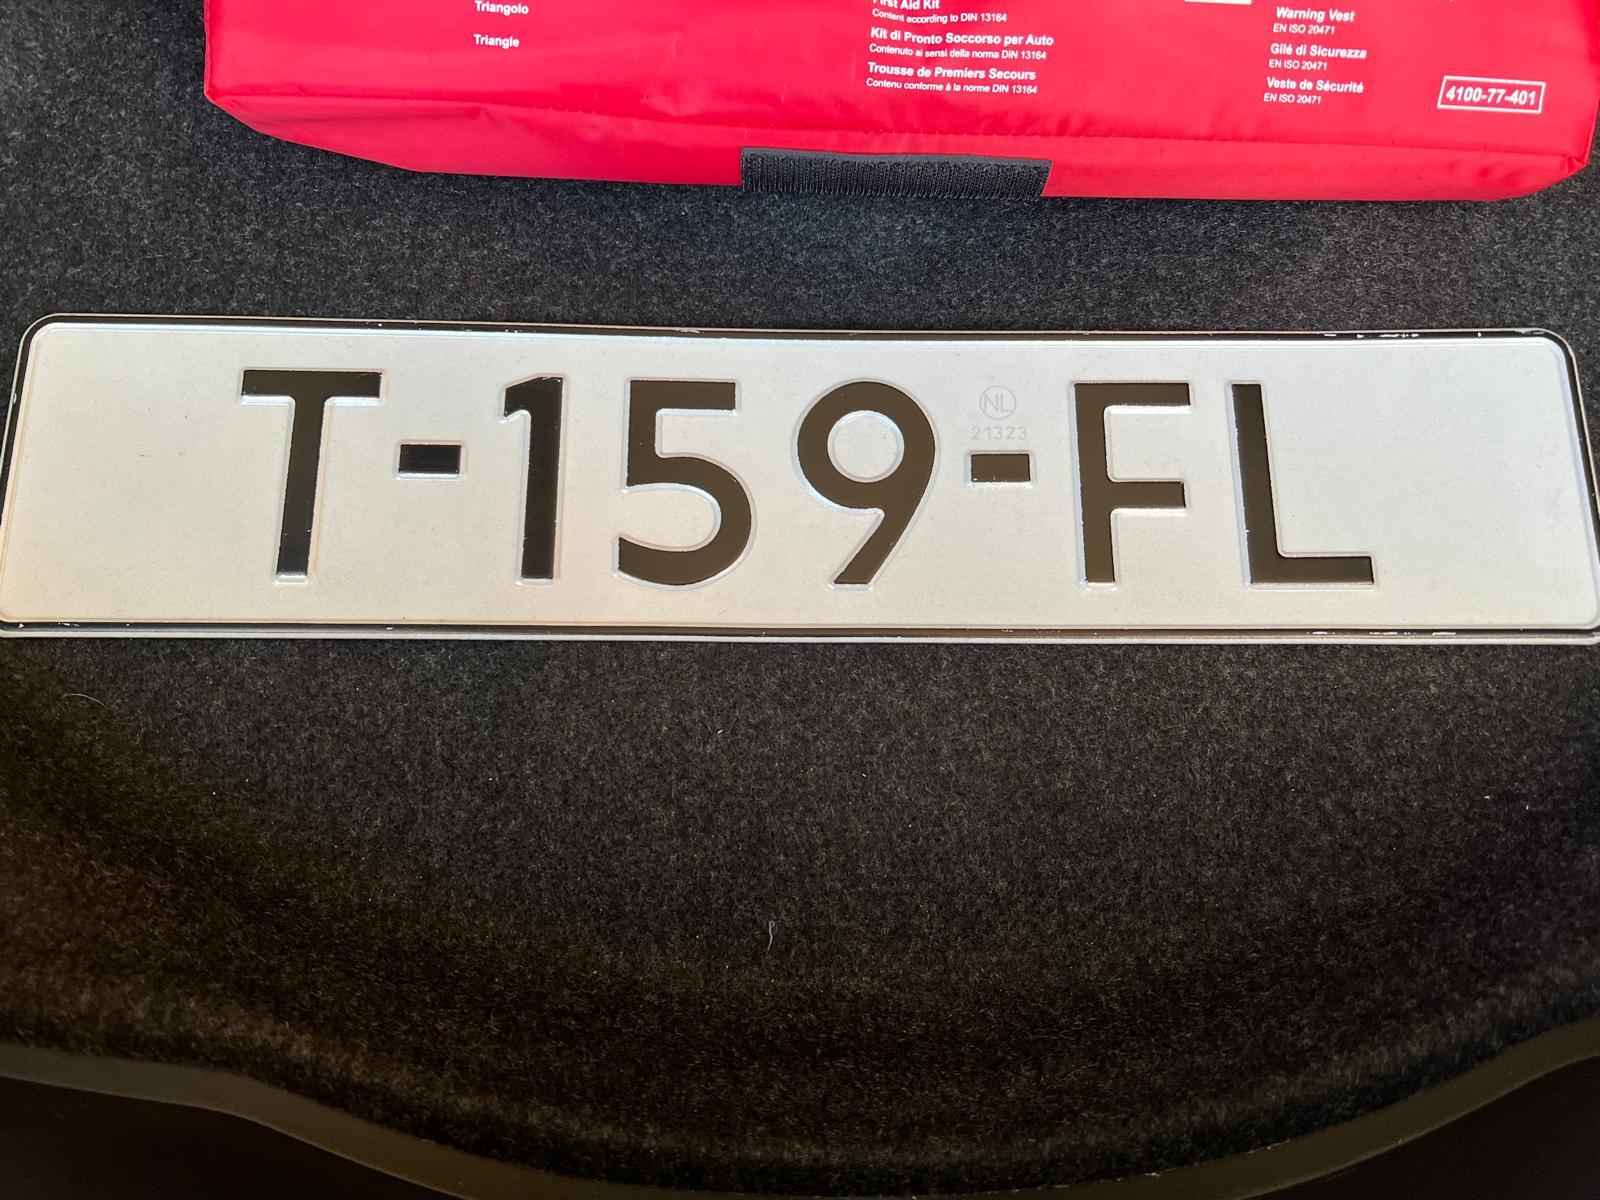 Triangolo
Triangle
First Aid Kit
Content according to DIN 13164
Kit di Pronto Soccorso per Auto
Contenuto ai sensi della norma DIN 13164
Trousse de Premiers Secours
Contenu conforme à la norme DIN 13164
Warning Vest
EN ISO 20471
Gilé di Sicurezza
EN ISO 20471
Veste de Sécurité
EN ISO 20471
4100-77-401
T-159-FL
NL
21323